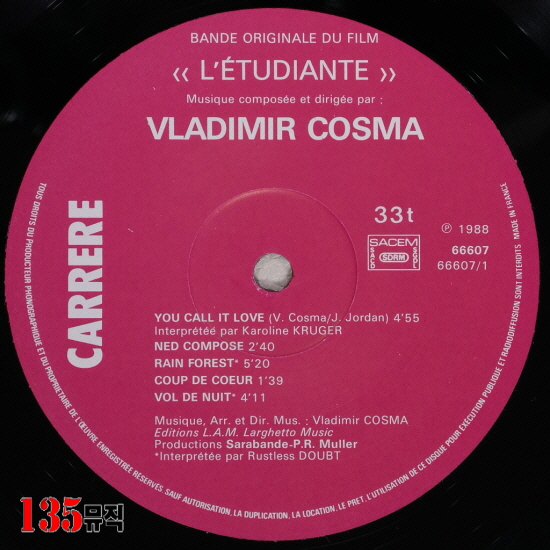 BANDE ORIGINALE DU FILM
‹‹ L'ÉTUDIANTE ››
Musique composée et dirigée par :
VLADIMIR COSMA
CARRERE
33t
SACEM
SACD
SDRM
SGDL
Ⓟ 1988
66607
66607/1
YOU CALL IT LOVE (V. Cosma/J. Jordan) 4'55
Interprétéé par Karoline KRUGER
NED COMPOSE 2'40
RAIN FOREST* 5'20
COUP DE COEUR 1'39
VOL DE NUIT* 4'11
Musique, Arr. et Dir. Mus. : Vladimir COSMA
Editions L.A.M. Larghetto Music
Productions Sarabande-P.R. Muller
*Interprétée par Rustless DOUBT
TOUS DROITS DU PRODUCTEUR PHONOGRAPHIQUE ET DU PROPRIETAIRE DE L'ŒUVRE ENREGISTREE RESERVES. SAUF AUTORISATION, LA DUPLICATION, LA LOCATION, LE PRET, L'UTILISATION DE CE DISQUE POUR EXECUTION PUBLIQUE ET RADIODIFFUSION SONT INTERDITS MADE IN FRANCE
135뮤직